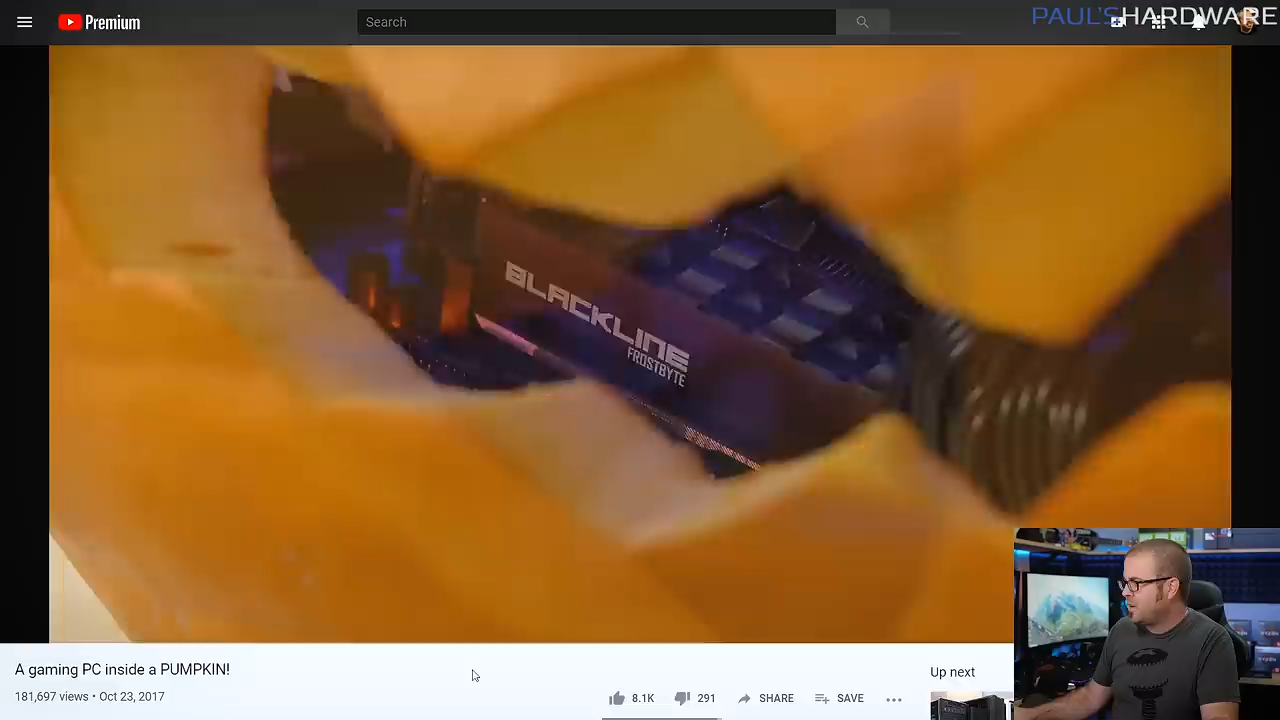 Premium
Search
PAUL'SHARDWARE
BLACKLINE
FROSTBYTE
A gaming PC inside a PUMPKIN!
181,697 views • Oct 23, 2017
8.1K
291
SHARE
SAVE
Up next